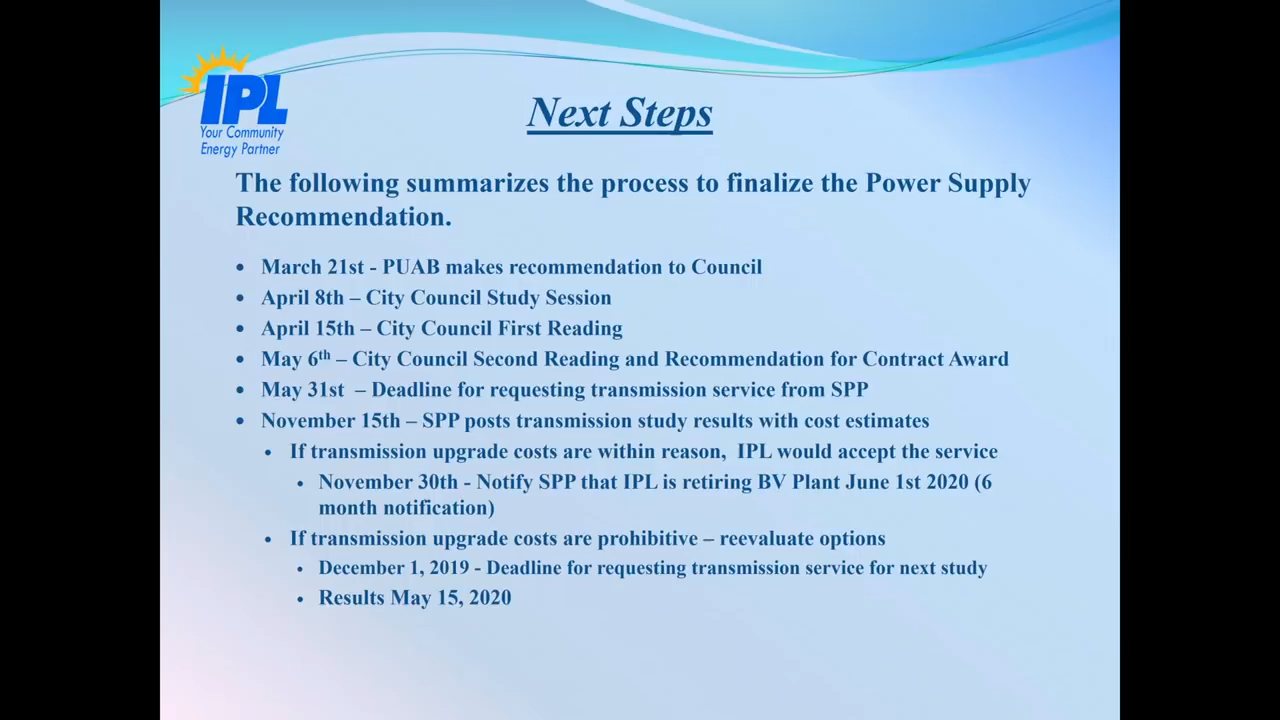 IPL
Your Community
Energy Partner
Next Steps
The following summarizes the process to finalize the Power Supply
Recommendation.
• March 21st - PUAB makes recommendation to Council
• April 8th – City Council Study Session
• April 15th – City Council First Reading
• May 6th – City Council Second Reading and Recommendation for Contract Award
• May 31st – Deadline for requesting transmission service from SPP
• November 15th – SPP posts transmission study results with cost estimates
• If transmission upgrade costs are within reason, IPL would accept the service
• November 30th - Notify SPP that IPL is retiring BV Plant June 1st 2020 (6
month notification)
• If transmission upgrade costs are prohibitive – reevaluate options
• December 1, 2019 - Deadline for requesting transmission service for next study
• Results May 15, 2020